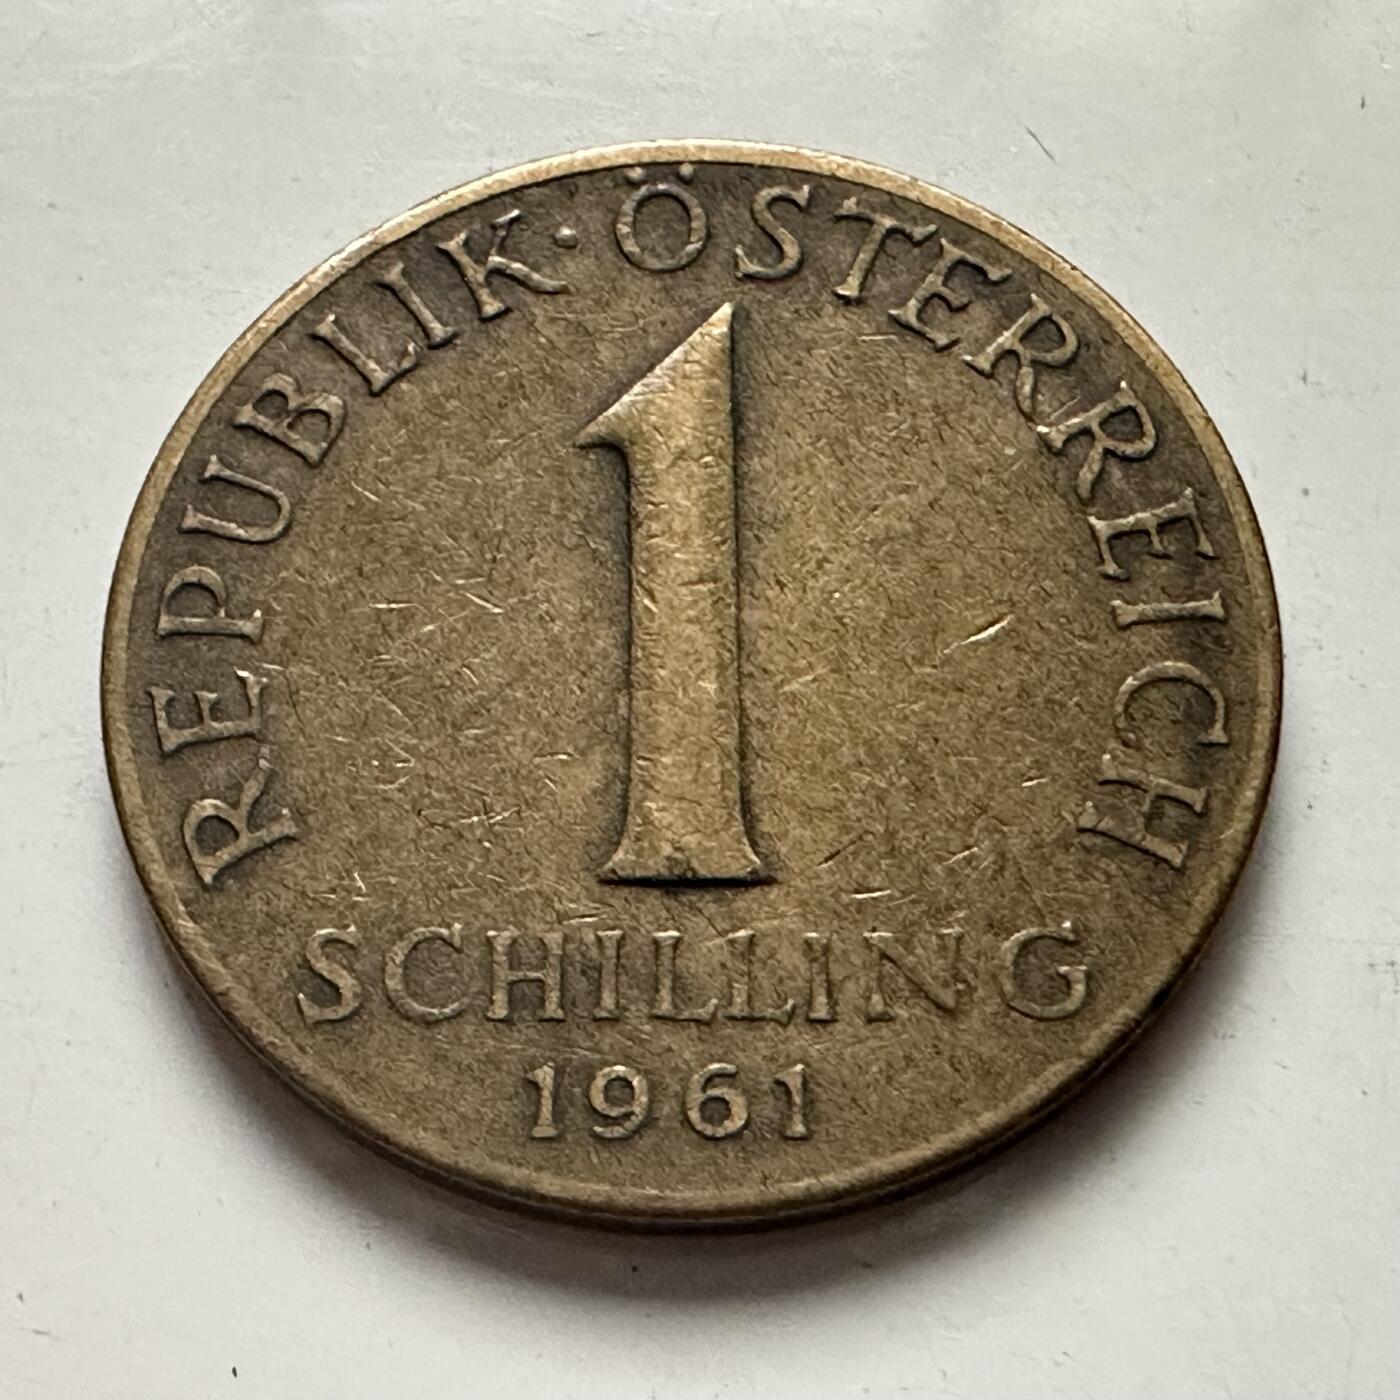 REPUBLIK · ÖSTERREICH
1
SCHILLING
1961